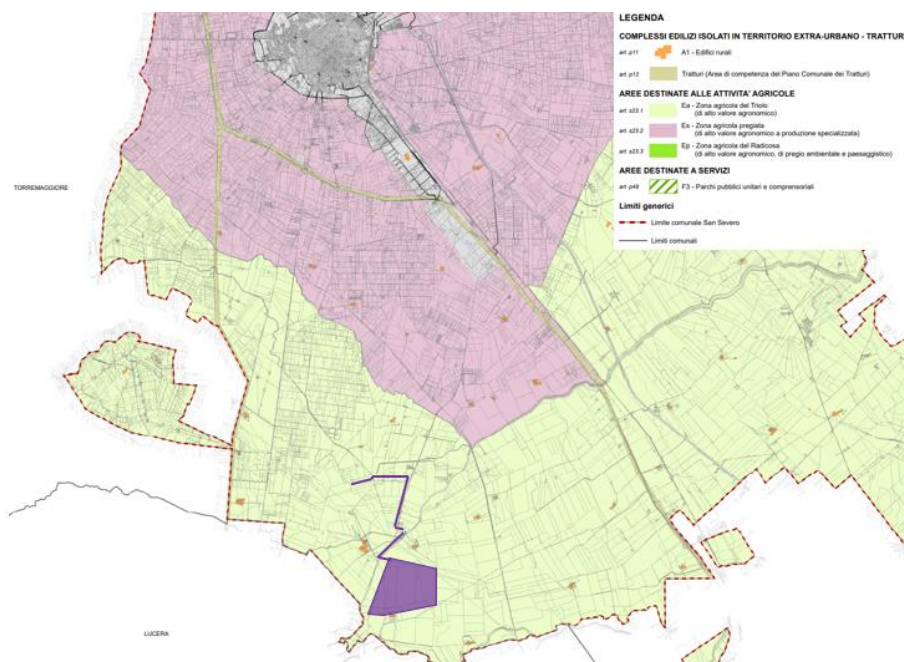 LEGENDA
COMPLESSI EDILIZI ISOLATI IN TERRITORIO EXTRA-URBANO - TRATTURI
art. p11 A1 - Edifici rurali
art. p12 Tratturi (Area di competenza del Piano Comunale dei Tratturi)
AREE DESTINATE ALLE ATTIVITA' AGRICOLE
art. s23.1 Ea - Zona agricola del Triolo
(di alto valore agronomico)
art. s23.2 Es - Zona agricola pregiata
(di alto valore agronomico a produzione specializzata)
art. s23.3 Ep - Zona agricola del Radicosa
(di alto valore agronomico, di pregio ambientale e paesaggistico)
AREE DESTINATE A SERVIZI
art. p49 F3 - Parchi pubblici unitari e comprensoriali
Limiti generici
Limite comunale San Severo
Limiti comunali
TORREMAGGIORE
LUCERA